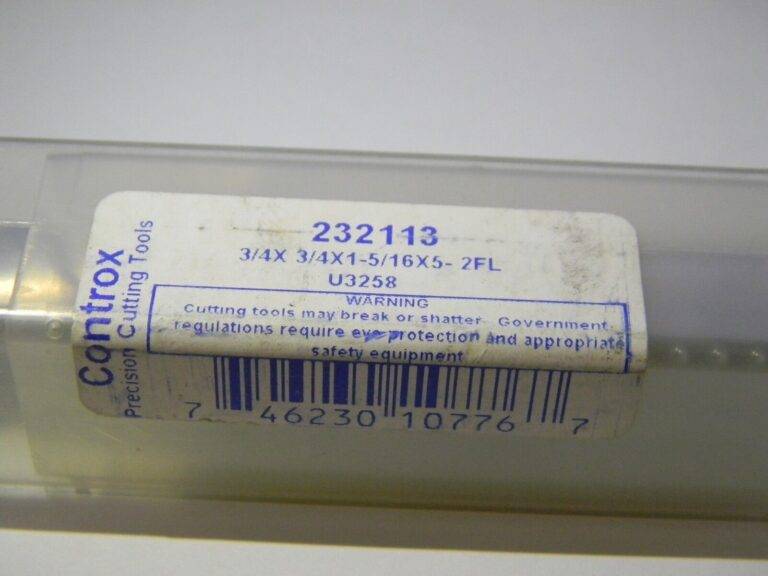 Controx
Precision Cutting Tools
232113
3/4X 3/4X1-5/16X5- 2FL
U3258
WARNING
Cutting tools may break or shatter. Government
regulations require eye protection and appropriate
safety equipment
7 46230 10776 7